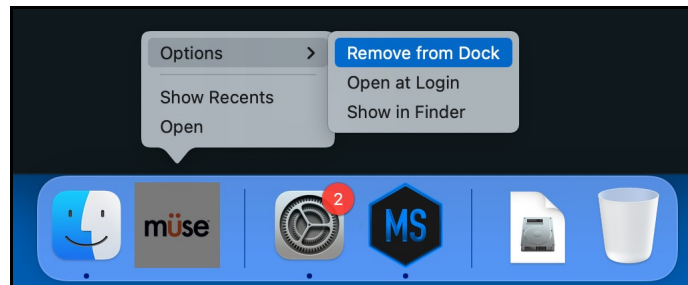 Options
Remove from Dock
Open at Login
Show in Finder
Show Recents
Open
müse
2
MS